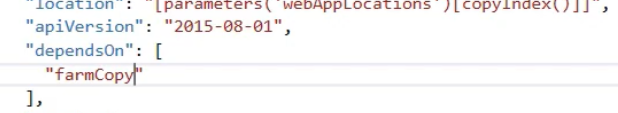 "location": "[parameters('webAppLocations')[copyIndex()]]",
"apiVersion": "2015-08-01",
"dependsOn": [
"farmCopy"
],